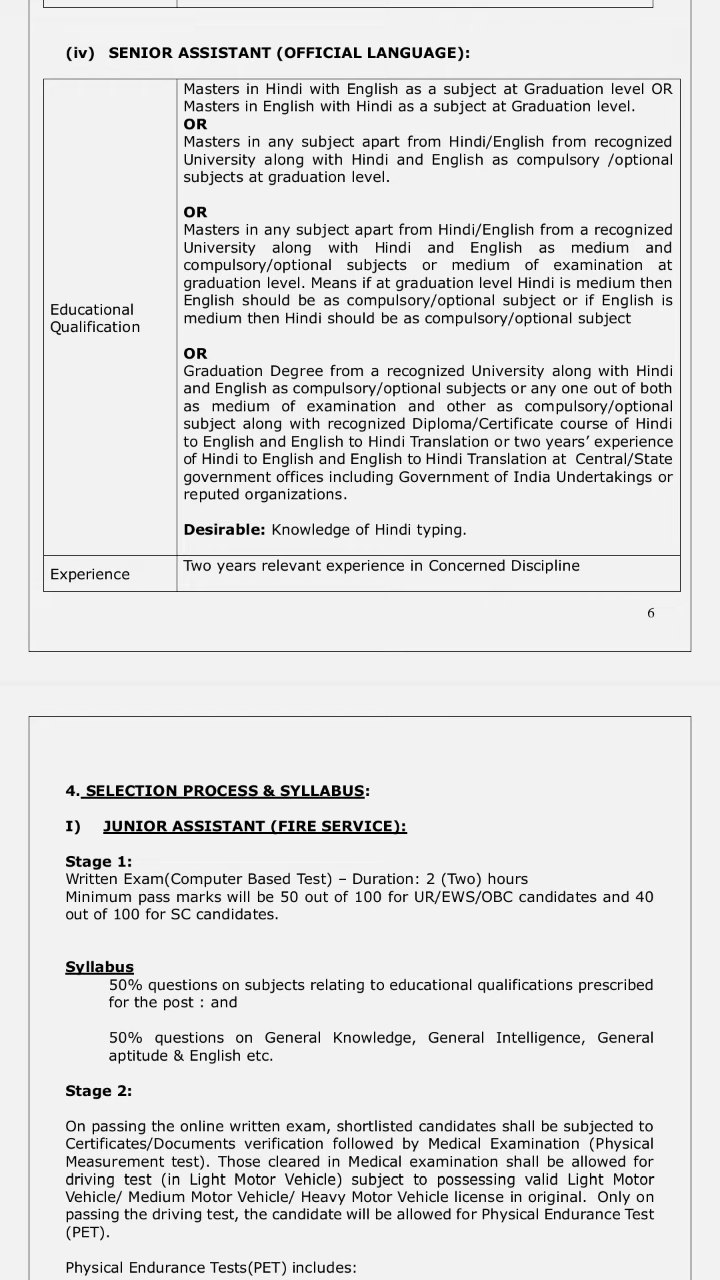 (iv) SENIOR ASSISTANT (OFFICIAL LANGUAGE):
Masters in Hindi with English as a subject at Graduation level OR
Masters in English with Hindi as a subject at Graduation level.
OR
Masters in any subject apart from Hindi/English from recognized
University along with Hindi and English as compulsory /optional
subjects at graduation level.
OR
Masters in any subject apart from Hindi/English from a recognized
University along with Hindi and English as medium and
compulsory/optional subjects or medium of examination at
graduation level. Means if at graduation level Hindi is medium then
English should be as compulsory/optional subject or if English is
medium then Hindi should be as compulsory/optional subject
Educational
Qualification
OR
Graduation Degree from a recognized University along with Hindi
and English as compulsory/optional subjects or any one out of both
as medium of examination and other as compulsory/optional
subject along with recognized Diploma/Certificate course of Hindi
to English and English to Hindi Translation or two years' experience
of Hindi to English and English to Hindi Translation at Central/State
government offices including Government of India Undertakings or
reputed organizations.
Desirable: Knowledge of Hindi typing.
Experience
Two years relevant experience in Concerned Discipline
6
4. SELECTION PROCESS & SYLLABUS:
I) JUNIOR ASSISTANT (FIRE SERVICE):
Stage 1:
Written Exam(Computer Based Test) – Duration: 2 (Two) hours
Minimum pass marks will be 50 out of 100 for UR/EWS/OBC candidates and 40
out of 100 for SC candidates.
Syllabus
50% questions on subjects relating to educational qualifications prescribed
for the post : and
50% questions on General Knowledge, General Intelligence, General
aptitude & English etc.
Stage 2:
On passing the online written exam, shortlisted candidates shall be subjected to
Certificates/Documents verification followed by Medical Examination (Physical
Measurement test). Those cleared in Medical examination shall be allowed for
driving test (in Light Motor Vehicle) subject to possessing valid Light Motor
Vehicle/ Medium Motor Vehicle/ Heavy Motor Vehicle license in original. Only on
passing the driving test, the candidate will be allowed for Physical Endurance Test
(PET).
Physical Endurance Tests(PET) includes: